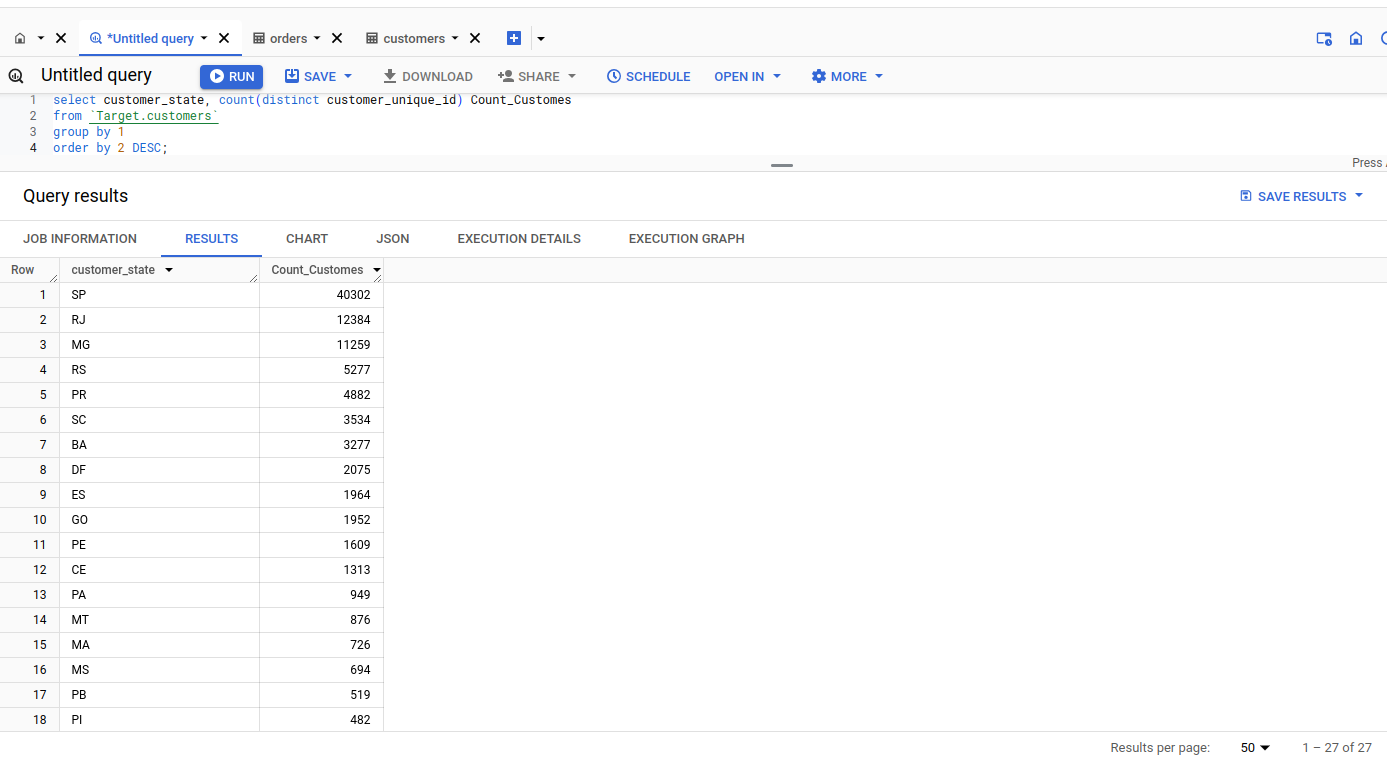 *Untitled query orders customers
Untitled query RUN SAVE DOWNLOAD SHARE SCHEDULE OPEN IN MORE
1 select customer_state, count(distinct customer_unique_id) Count_Customes
2 from `Target.customers`
3 group by 1
4 order by 2 DESC;
Press
Query results SAVE RESULTS
JOB INFORMATION RESULTS CHART JSON EXECUTION DETAILS EXECUTION GRAPH
Row customer_state Count_Customes
1 SP 40302
2 RJ 12384
3 MG 11259
4 RS 5277
5 PR 4882
6 SC 3534
7 BA 3277
8 DF 2075
9 ES 1964
10 GO 1952
11 PE 1609
12 CE 1313
13 PA 949
14 MT 876
15 MA 726
16 MS 694
17 PB 519
18 PI 482
Results per page: 50 1 – 27 of 27